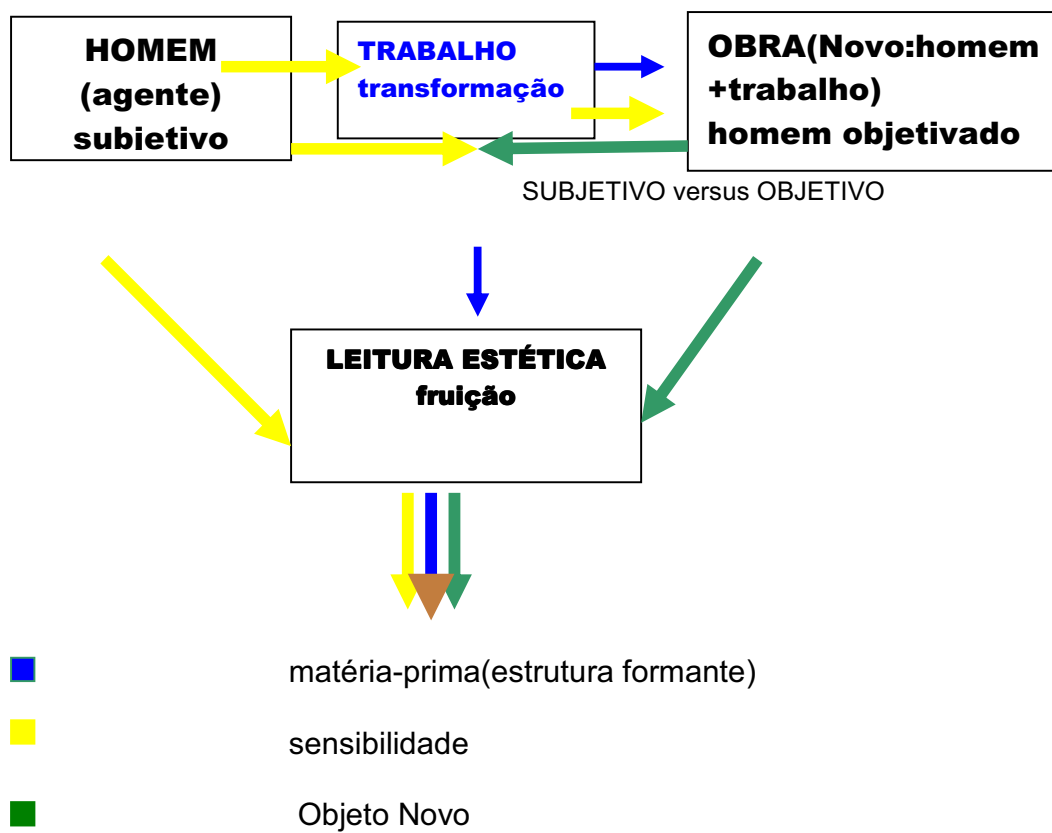 HOMEM
(agente)
subietivo
TRABALHO
transformação
OBRA(Novo:homem
+trabalho)
homem objetivado
SUBJETIVO versus OBJETIVO
LEITURA ESTÉTICA
fruição
matéria-prima(estrutura formante)
sensibilidade
Objeto Novo